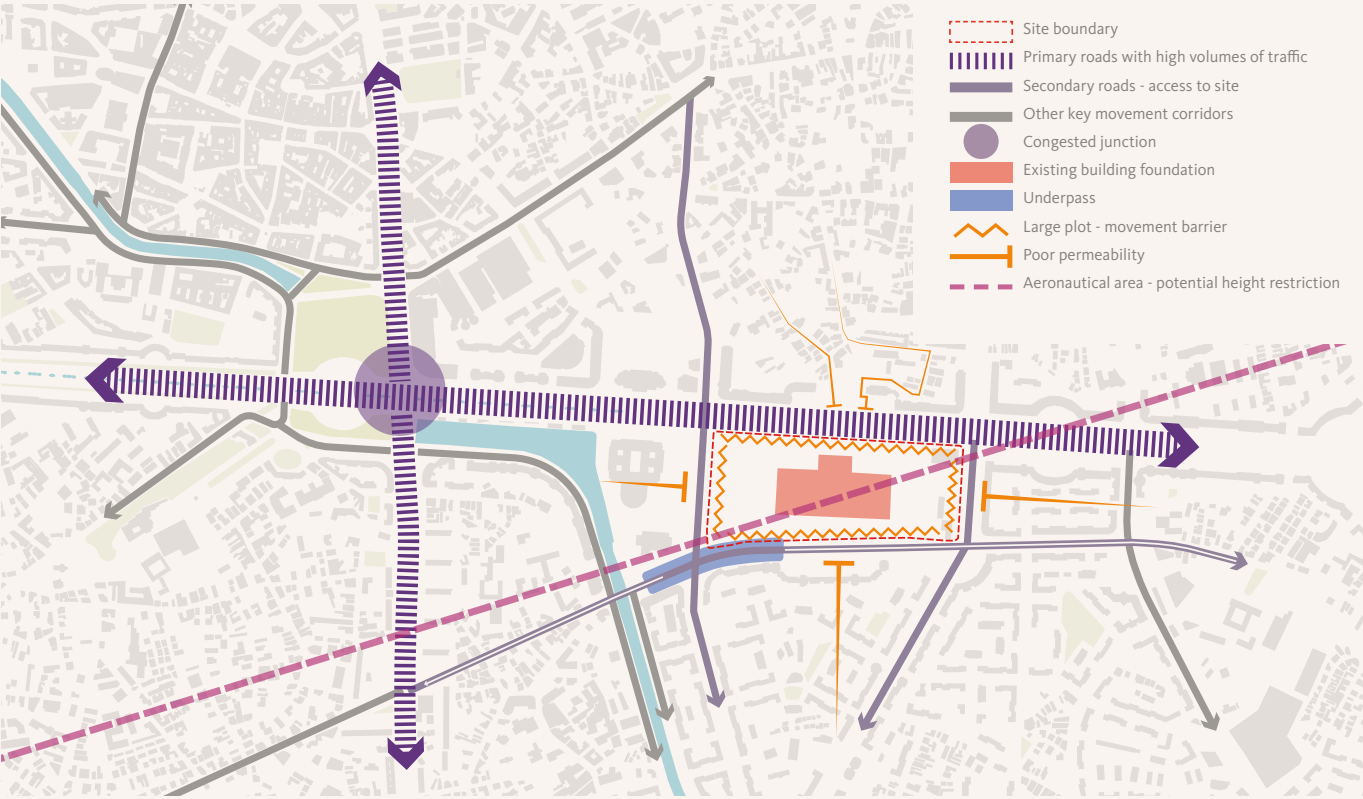 Site boundary
Primary roads with high volumes of traffic
Secondary roads - access to site
Other key movement corridors
Congested junction
Existing building foundation
Underpass
Large plot - movement barrier
Poor permeability
Aeronautical area - potential height restriction